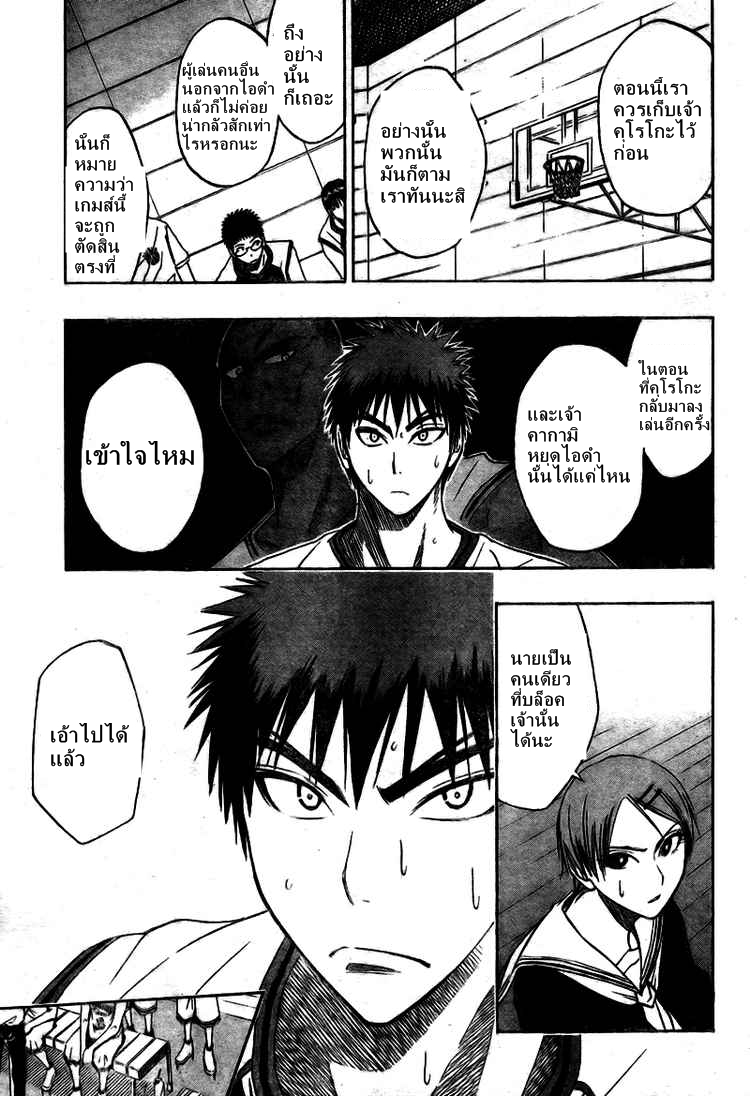 ตอนนี้เรา
ควรเก็บเจ้า
คุโรโกะไว้
ก่อน
อย่างนั้น
พวกนั้น
มันก็ตาม
เราทันนะสิ
ถึง
อย่าง
นั้น
ก็เถอะ
ผู้เล่นคนอื่น
นอกจากไอดำ
แล้วก็ไม่ค่อย
น่ากลัวสักเท่า
ไรหรอกนะ
นั้นก็
หมาย
ความว่า
เกมส์นี้
จะถูก
ตัดสิน
ตรงที่
ไนตอน
ที่คุโรโกะ
กลับมาลง
เล่นอีกครั้ง
และเจ้า
คากามิ
หยุดไอดำ
นั้นได้แค่ไหน
เข้าใจไหม
นายเป็น
คนเดียว
ที่บล็อค
เจ้านั้น
ได้นะ
เอ้าไปได้
แล้ว